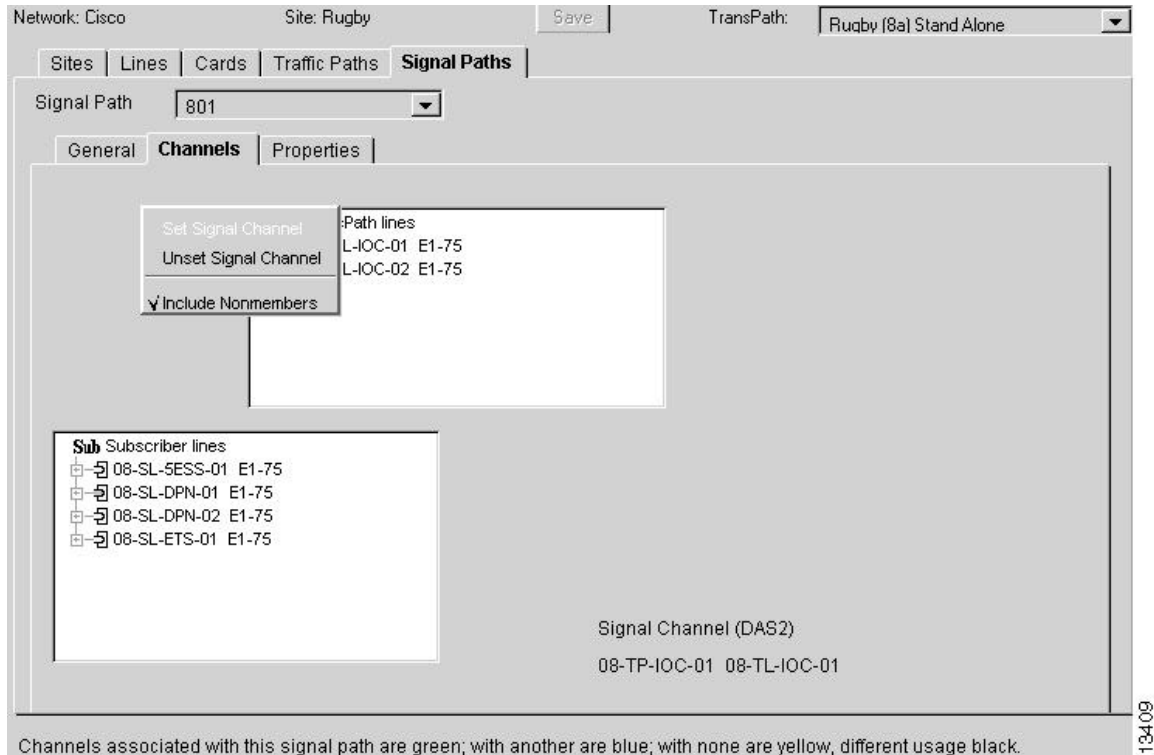 Network: Cisco Site: Rugby Save TransPath: Rugby (8a) Stand Alone
Sites Lines Cards Traffic Paths Signal Paths
Signal Path 801
General Channels Properties
Set Signal Channel
Unset Signal Channel
√ Include Nonmembers
Path lines
L-IOC-01 E1-75
L-IOC-02 E1-75
Sub Subscriber lines
08-SL-5ESS-01 E1-75
08-SL-DPN-01 E1-75
08-SL-DPN-02 E1-75
08-SL-ETS-01 E1-75
Signal Channel (DAS2)
08-TP-IOC-01 08-TL-IOC-01
Channels associated with this signal path are green; with another are blue; with none are yellow, different usage black.
13409